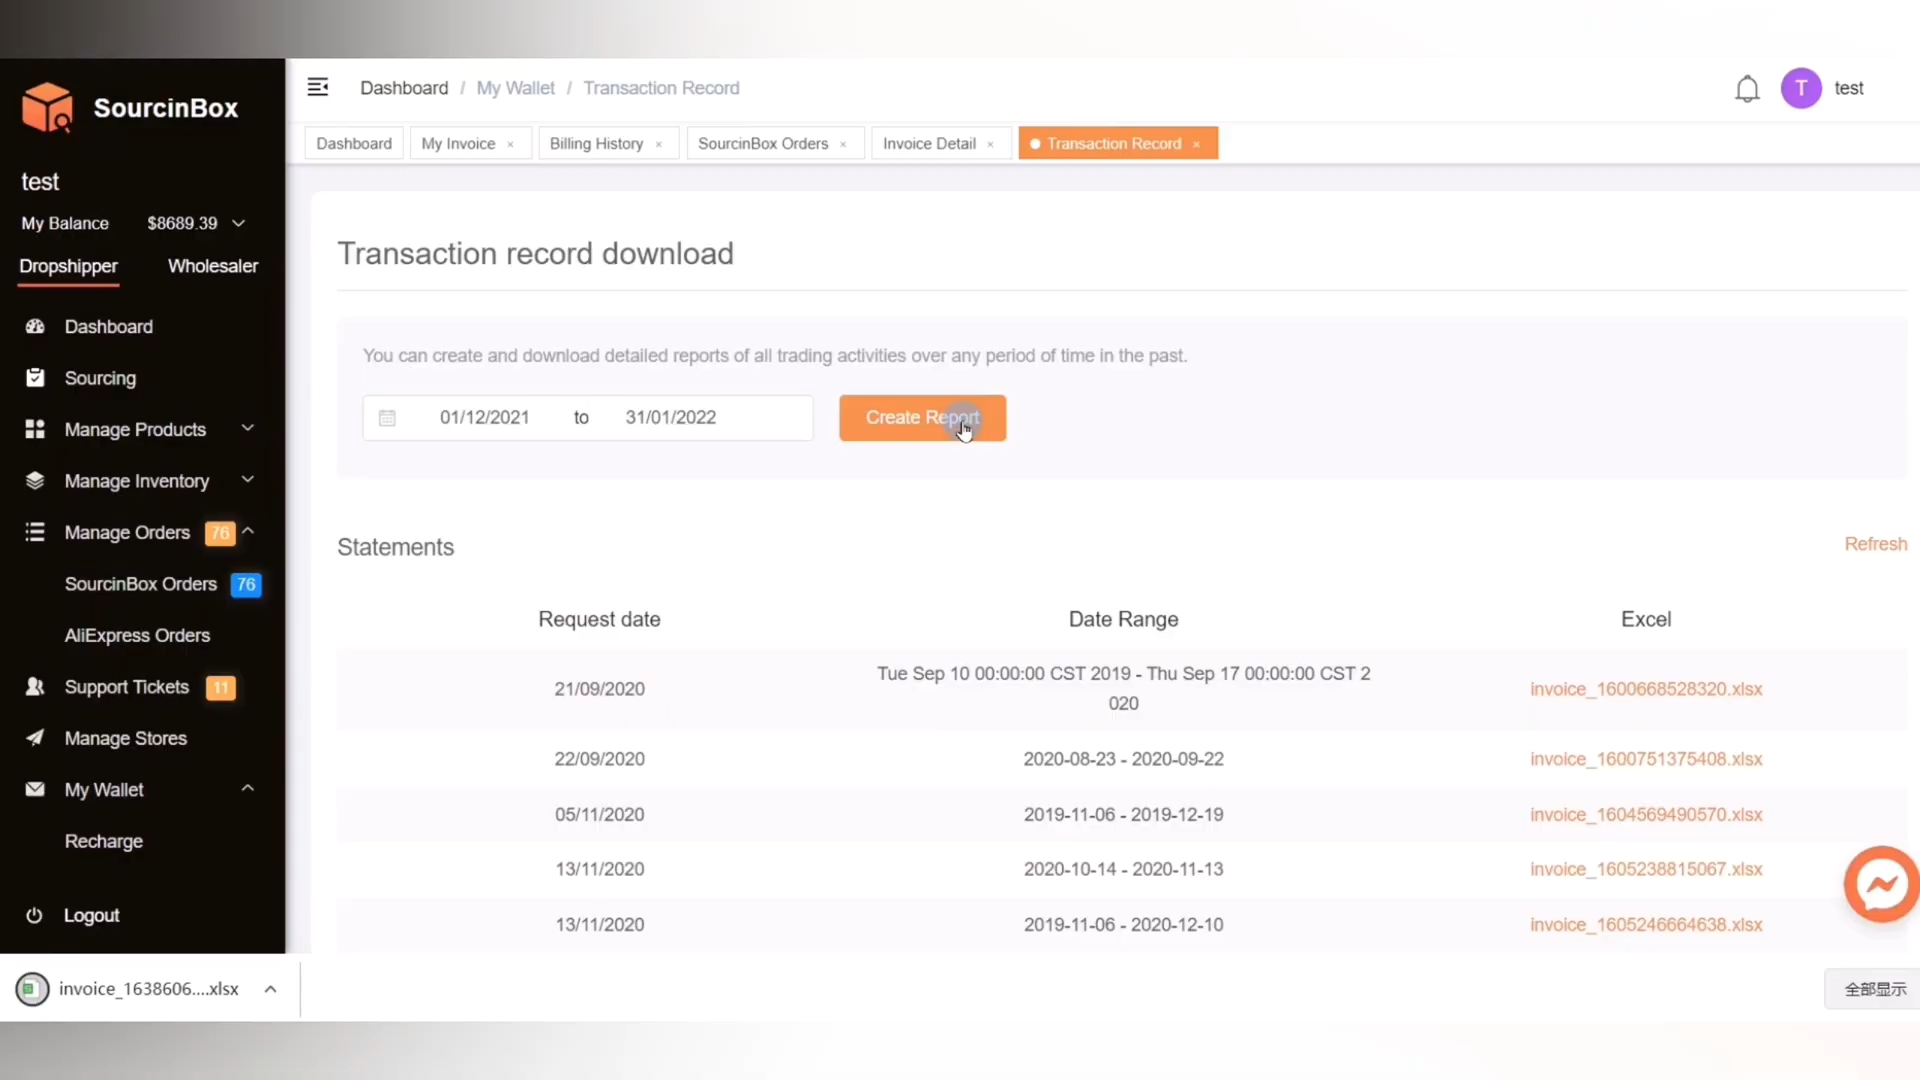 SourcinBox
Dashboard / My Wallet / Transaction Record
T test
Dashboard My Invoice × Billing History × SourcinBox Orders × Invoice Detail × Transaction Record ×
test
My Balance $8689.39
Dropshipper Wholesaler
Dashboard
Sourcing
Manage Products
Manage Inventory
Manage Orders 76
SourcinBox Orders 76
AliExpress Orders
Support Tickets 11
Manage Stores
My Wallet
Recharge
Logout
Transaction record download
You can create and download detailed reports of all trading activities over any period of time in the past.
01/12/2021 to 31/01/2022 Create Report
Statements Refresh
Request date Date Range Excel
21/09/2020 Tue Sep 10 00:00:00 CST 2019 - Thu Sep 17 00:00:00 CST 2
020 invoice_1600668528320.xlsx
22/09/2020 2020-08-23 - 2020-09-22 invoice_1600751375408.xlsx
05/11/2020 2019-11-06 - 2019-12-19 invoice_1604569490570.xlsx
13/11/2020 2020-10-14 - 2020-11-13 invoice_1605238815067.xlsx
13/11/2020 2019-11-06 - 2020-12-10 invoice_1605246664638.xlsx
invoice_1638606....xlsx 全部显示